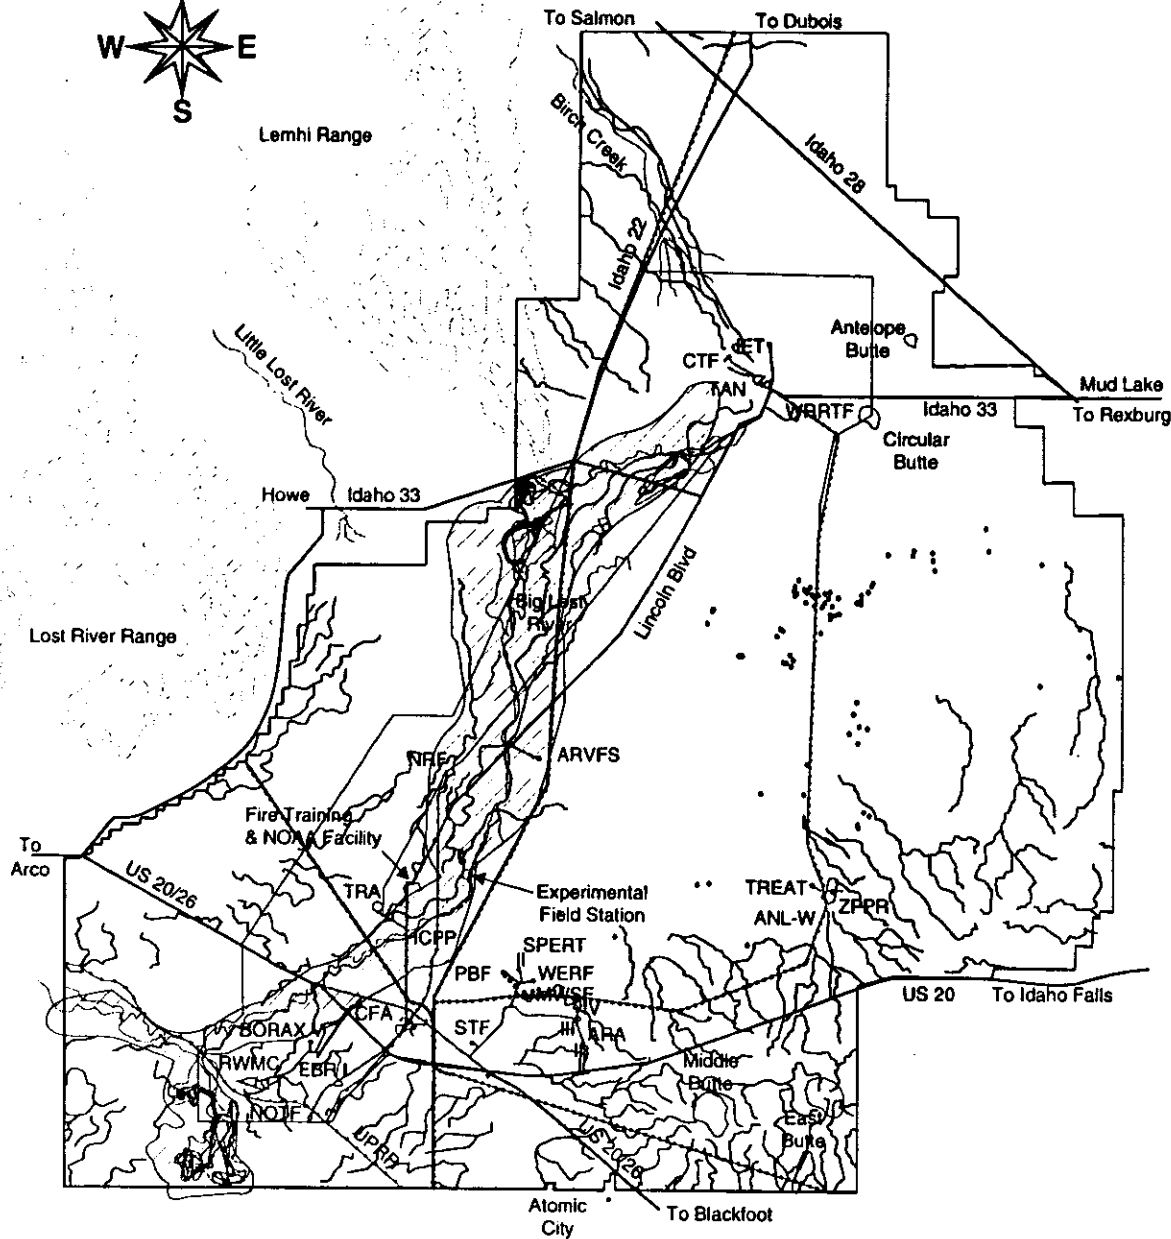 To Salmon
To Dubois
W
E
S
Lemhi Range
Birch Creek
Idaho 28
Idaho 22
Antelope
Butte
Little Lost River
CTF
IET
TAN
Mud Lake
WRRTF
Idaho 33
To Rexburg
Circular
Butte
Howe
Idaho 33
Lincoln Blvd
Big Lost
River
Lost River Range
NRF
ARVFS
Fire Training
& NOAA Facility
To
Arco
US 20/26
TRA
Experimental
Field Station
TREAT
ZPPR
ANL-W
ICPP
SPERT
PBF
WERF
US 20
To Idaho Falls
CFA
STF
IV
III
ARA
BORAX V
RWMC
EBR I
Middle
Butte
NOTF
East
Butte
UPRR
US 20/26
Atomic
City
To Blackfoot